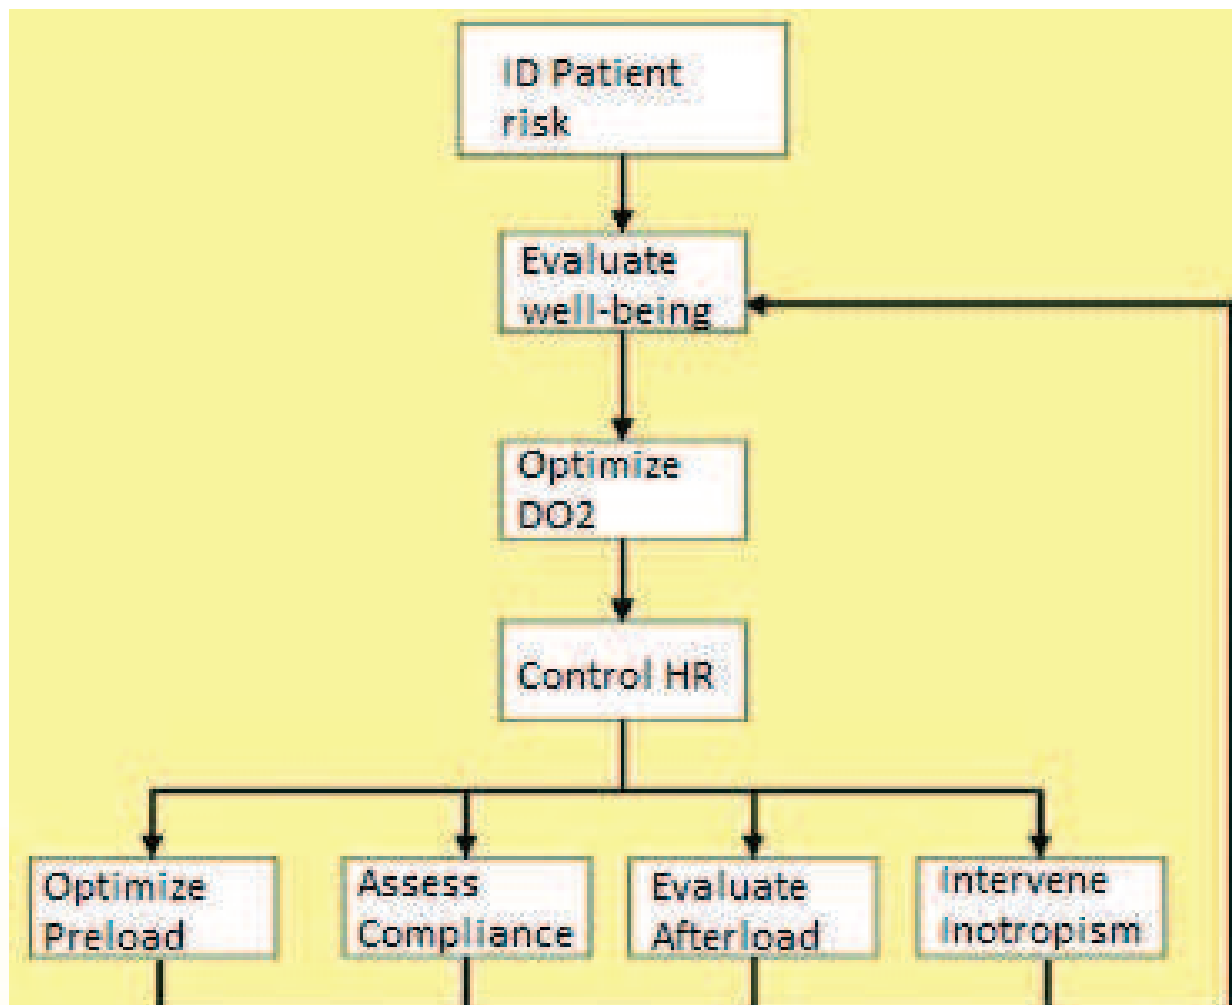 ID Patient
risk
Evaluate
well-being
Optimize
DO2
Control HR
Optimize
Preload
Assess
Compliance
Evaluate
Afterload
Intervene
Inotropism